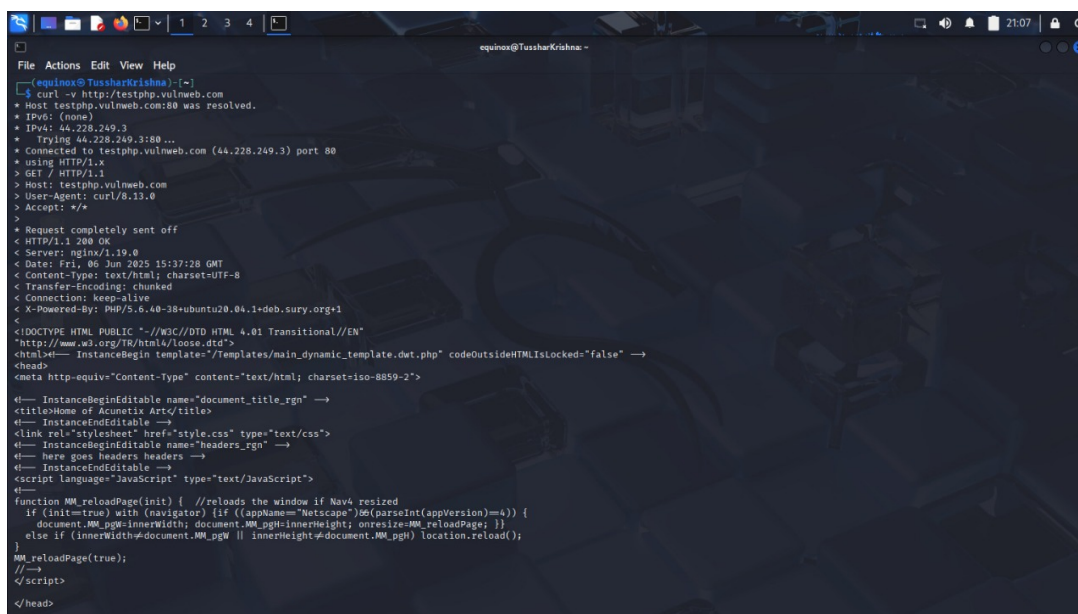 1 2 3 4
21:07
equinox@TussharKrishna: ~
File Actions Edit View Help
┌──(equinox㉿TussharKrishna)-[~]
└─$ curl -v http:/testphp.vulnweb.com
* Host testphp.vulnweb.com:80 was resolved.
* IPv6: (none)
* IPv4: 44.228.249.3
*   Trying 44.228.249.3:80...
* Connected to testphp.vulnweb.com (44.228.249.3) port 80
* using HTTP/1.x
> GET / HTTP/1.1
> Host: testphp.vulnweb.com
> User-Agent: curl/8.13.0
> Accept: */*
>
* Request completely sent off
< HTTP/1.1 200 OK
< Server: nginx/1.19.0
< Date: Fri, 06 Jun 2025 15:37:28 GMT
< Content-Type: text/html; charset=UTF-8
< Transfer-Encoding: chunked
< Connection: keep-alive
< X-Powered-By: PHP/5.6.40-38+ubuntu20.04.1+deb.sury.org+1
<
<!DOCTYPE HTML PUBLIC "-//W3C//DTD HTML 4.01 Transitional//EN"
"http://www.w3.org/TR/html4/loose.dtd">
<html><!-- InstanceBegin template="/Templates/main_dynamic_template.dwt.php" codeOutsideHTMLIsLocked="false" -->
<head>
<meta http-equiv="Content-Type" content="text/html; charset=iso-8859-2">

<!-- InstanceBeginEditable name="document_title_rgn" -->
<title>Home of Acunetix Art</title>
<!-- InstanceEndEditable -->
<link rel="stylesheet" href="style.css" type="text/css">
<!-- InstanceBeginEditable name="headers_rgn" -->
<!-- here goes headers headers -->
<!-- InstanceEndEditable -->
<script language="JavaScript" type="text/JavaScript">
<!--
function MM_reloadPage(init) {  //reloads the window if Nav4 resized
  if (init==true) with (navigator) {if ((appName=="Netscape")&&(parseInt(appVersion)==4)) {
    document.MM_pgW=innerWidth; document.MM_pgH=innerHeight; onresize=MM_reloadPage; }}
  else if (innerWidth!=document.MM_pgW || innerHeight!=document.MM_pgH) location.reload();
}
MM_reloadPage(true);
//-->
</script>

</head>